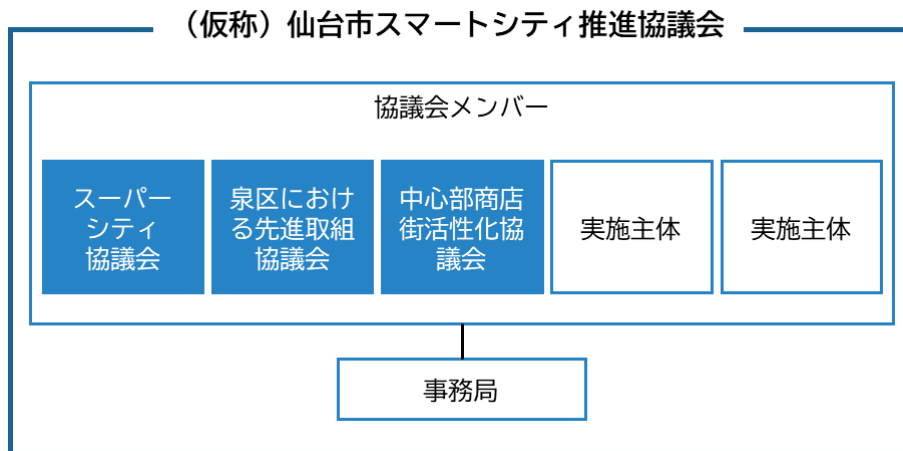 （仮称）仙台市スマートシティ推進協議会
協議会メンバー
スーパー
シティ
協議会
泉区におけ
る先進取組
協議会
中心部商店
街活性化協
議会
実施主体
実施主体
事務局